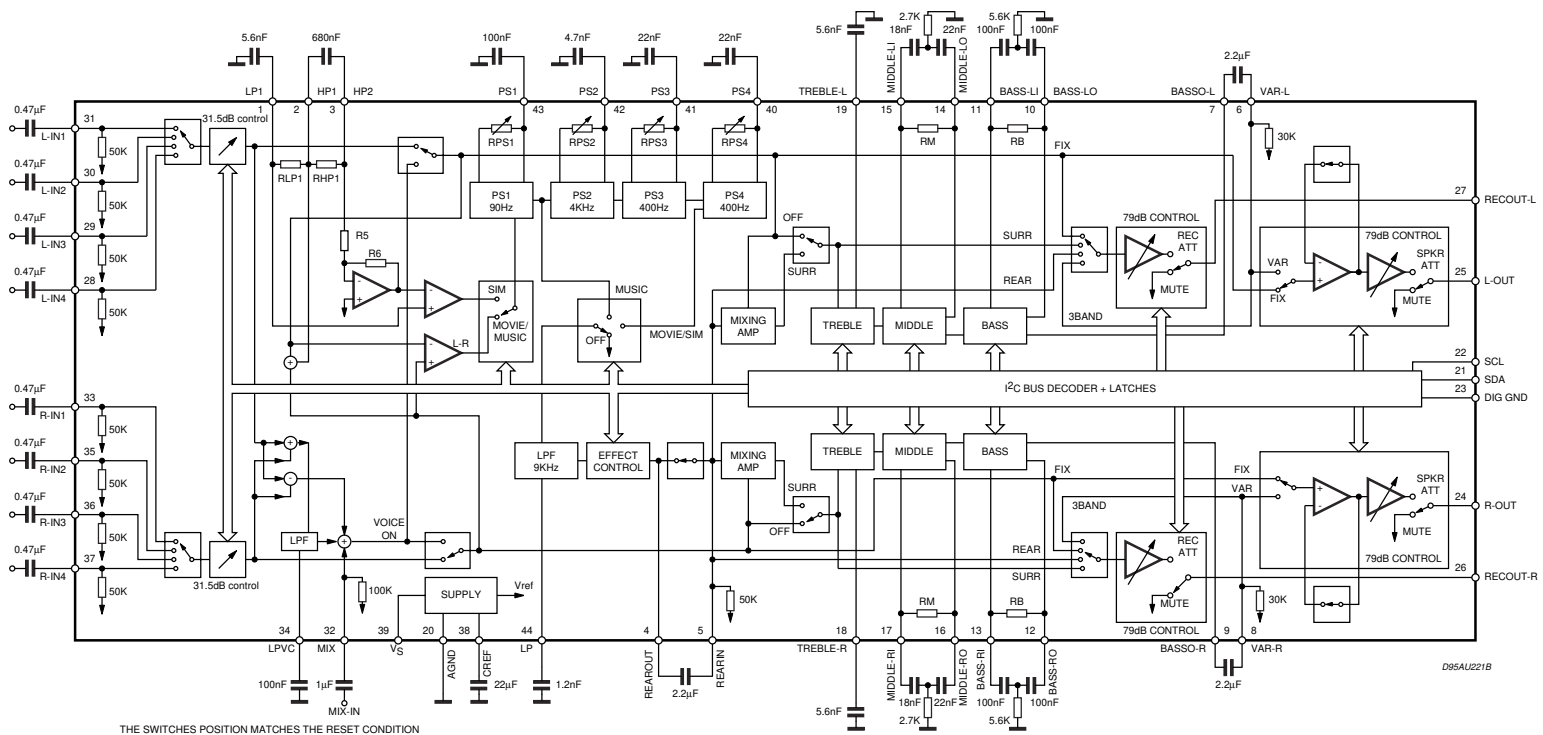 5.6nF 680nF 100nF 4.7nF 22nF 22nF 5.6nF
2.7K
18nF 22nF
MIDDLE-LI MIDDLE-LO
5.6K
100nF 100nF
2.2μF
LP1 HP1 HP2 PS1 PS2 PS3 PS4 TREBLE-L BASS-LI BASS-LO BASSO-L VAR-L
1 2 3 43 42 41 40 19 15 14 11 10 7 6
0.47μF
L-IN1
31
50K
31.5dB control
RPS1 RPS2 RPS3 RPS4 RM RB
30K
FIX
0.47μF
L-IN2
30
50K
RLP1 RHP1
PS1
90Hz
PS2
4KHz
PS3
400Hz
PS4
400Hz
27
RECOUT-L
0.47μF
L-IN3
29
50K
R5
R6
OFF
SURR
SURR
REAR
79dB CONTROL
REC
ATT
MUTE
79dB CONTROL
VAR
FIX
SPKR
ATT
MUTE
25
L-OUT
0.47μF
L-IN4
28
50K
- +
- +
L-R
- +
+
SIM
MOVIE/
MUSIC
MUSIC
OFF
MOVIE/SIM
MIXING
AMP
TREBLE
MIDDLE
BASS
3BAND
- +
22
SCL
21
SDA
23
DIG GND
I2C BUS DECODER + LATCHES
0.47μF
R-IN1
33
50K
0.47μF
R-IN2
35
50K
+
-
LPF
9KHz
EFFECT
CONTROL
MIXING
AMP
TREBLE
MIDDLE
BASS
SURR
OFF
FIX
3BAND
FIX
VAR
+ -
SPKR
ATT
MUTE
79dB CONTROL
24
R-OUT
0.47μF
R-IN3
36
50K
0.47μF
R-IN4
37
50K
31.5dB control
LPF
+
VOICE
ON
REAR
SURR
REC
ATT
MUTE
79dB CONTROL
26
RECOUT-R
100K
SUPPLY
Vref
50K
RM
RB
30K
34 32 39 20 38 44 4 5 18 17 16 13 12 9 8
LPVC MIX VS AGND CREF LP REAROUT REARIN TREBLE-R MIDDLE-RI MIDDLE-RO BASS-RI BASS-RO BASSO-R VAR-R
100nF 1μF 22μF 1.2nF 2.2μF 5.6nF 18nF 22nF 100nF 100nF 2.2μF
2.7K 5.6K
MIX-IN
D95AU221B
THE SWITCHES POSITION MATCHES THE RESET CONDITION